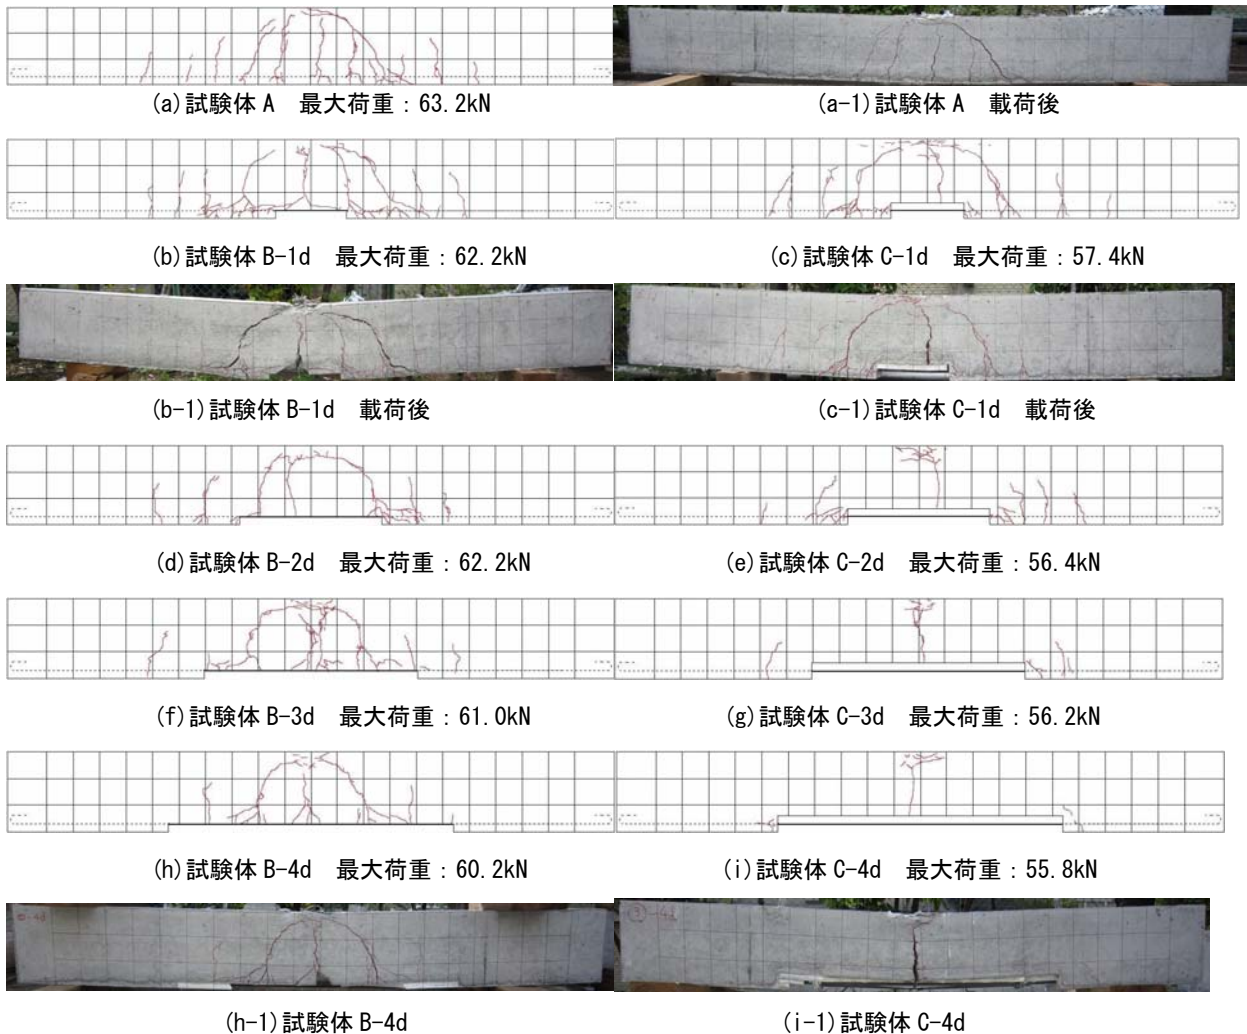 (a)試験体 A　最大荷重：63.2kN
(a-1)試験体 A　載荷後
(b)試験体 B-1d　最大荷重：62.2kN
(c)試験体 C-1d　最大荷重：57.4kN
(b-1)試験体 B-1d　載荷後
(c-1)試験体 C-1d　載荷後
(d)試験体 B-2d　最大荷重：62.2kN
(e)試験体 C-2d　最大荷重：56.4kN
(f)試験体 B-3d　最大荷重：61.0kN
(g)試験体 C-3d　最大荷重：56.2kN
(h)試験体 B-4d　最大荷重：60.2kN
(i)試験体 C-4d　最大荷重：55.8kN
③-4d
(h-1)試験体 B-4d
(i-1)試験体 C-4d